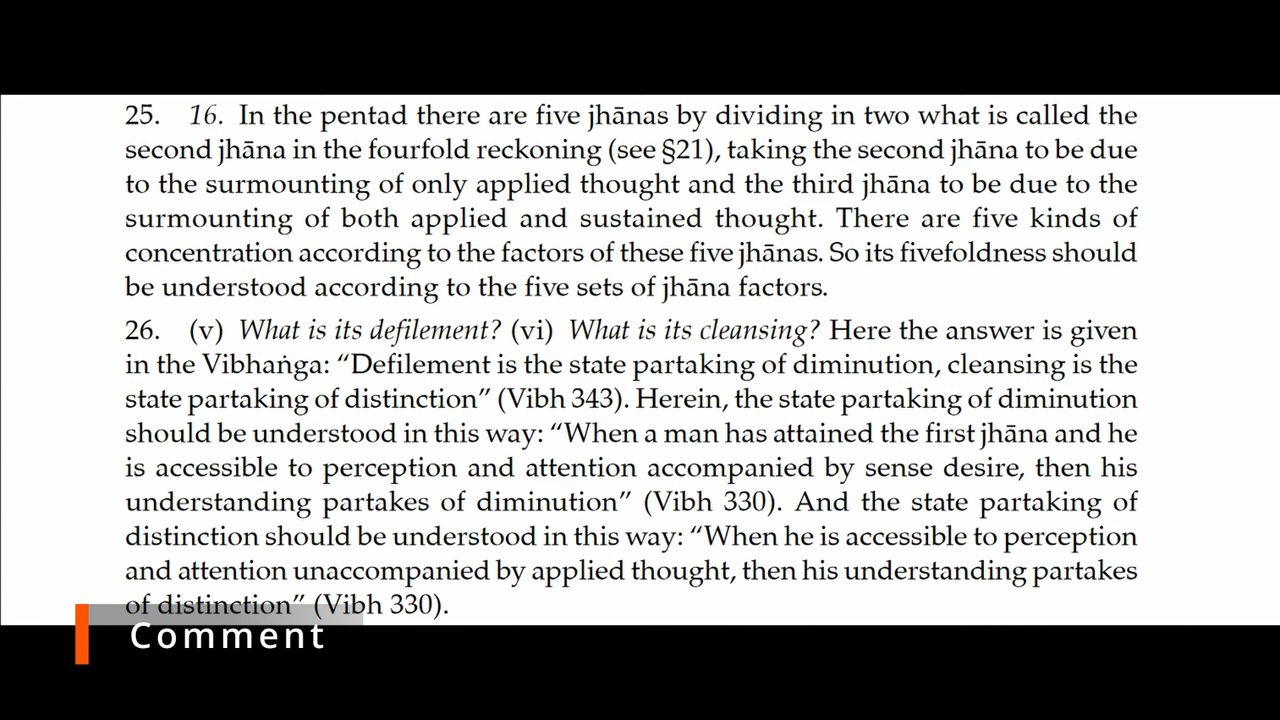 25. 16. In the pentad there are five jhānas by dividing in two what is called the
second jhāna in the fourfold reckoning (see §21), taking the second jhāna to be due
to the surmounting of only applied thought and the third jhāna to be due to the
surmounting of both applied and sustained thought. There are five kinds of
concentration according to the factors of these five jhānas. So its fivefoldness should
be understood according to the five sets of jhāna factors.
26. (v) What is its defilement? (vi) What is its cleansing? Here the answer is given
in the Vibhaṅga: “Defilement is the state partaking of diminution, cleansing is the
state partaking of distinction” (Vibh 343). Herein, the state partaking of diminution
should be understood in this way: “When a man has attained the first jhāna and he
is accessible to perception and attention accompanied by sense desire, then his
understanding partakes of diminution” (Vibh 330). And the state partaking of
distinction should be understood in this way: “When he is accessible to perception
and attention unaccompanied by applied thought, then his understanding partakes
of distinction” (Vibh 330).
Comment